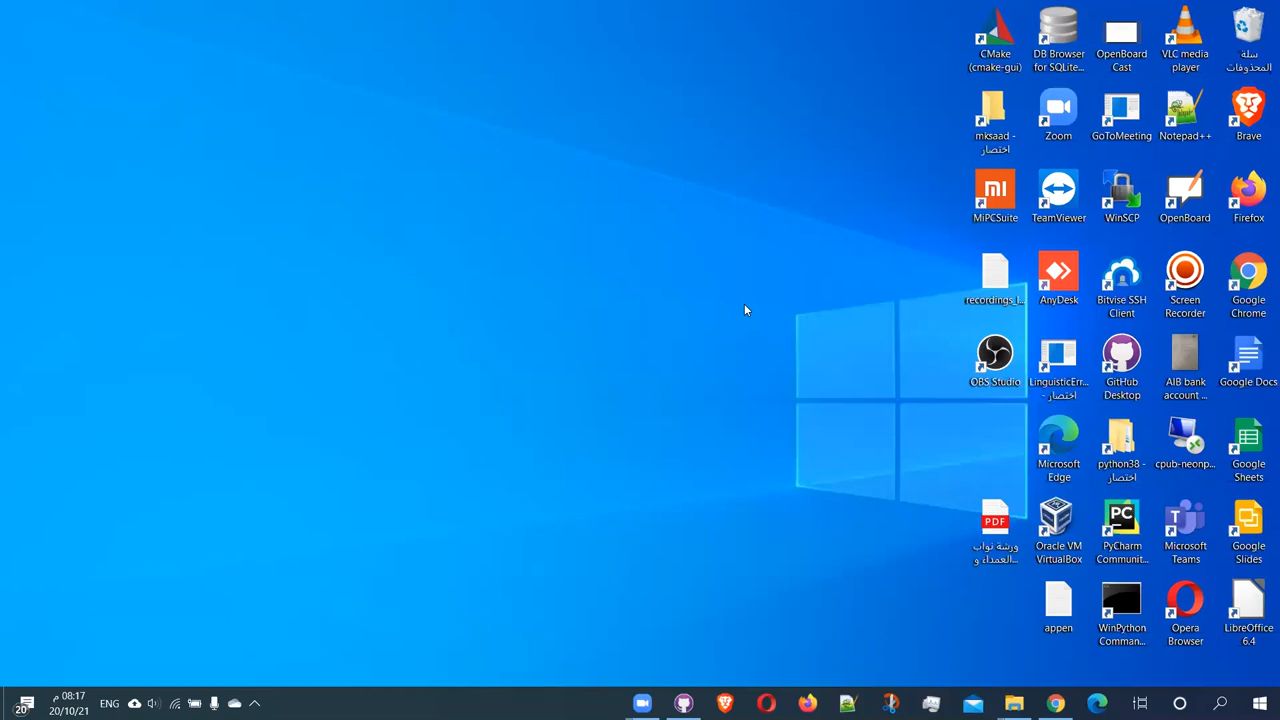 CMake
(cmake-gui)
DB Browser
for SQLite...
OpenBoard
Cast
VLC media
player
سلة
المحذوفات
mksaad -
اختصار
Zoom
GoToMeeting
Notepad++
Brave
MiPCSuite
TeamViewer
WinSCP
OpenBoard
Firefox
recordings_l...
AnyDesk
Bitvise SSH
Client
Screen
Recorder
Google
Chrome
OBS Studio
LinguisticErr...
اختصار -
GitHub
Desktop
AIB bank
account ...
Google Docs
Microsoft
Edge
python38 -
اختصار
cpub-neonp...
Google
Sheets
PDF
ورشة نواب
العمداء و...
Oracle VM
VirtualBox
PC
PyCharm
Communit...
Microsoft
Teams
Google
Slides
appen
WinPython
Comman...
Opera
Browser
LibreOffice
6.4
08:17 م
20/10/21
20
ENG